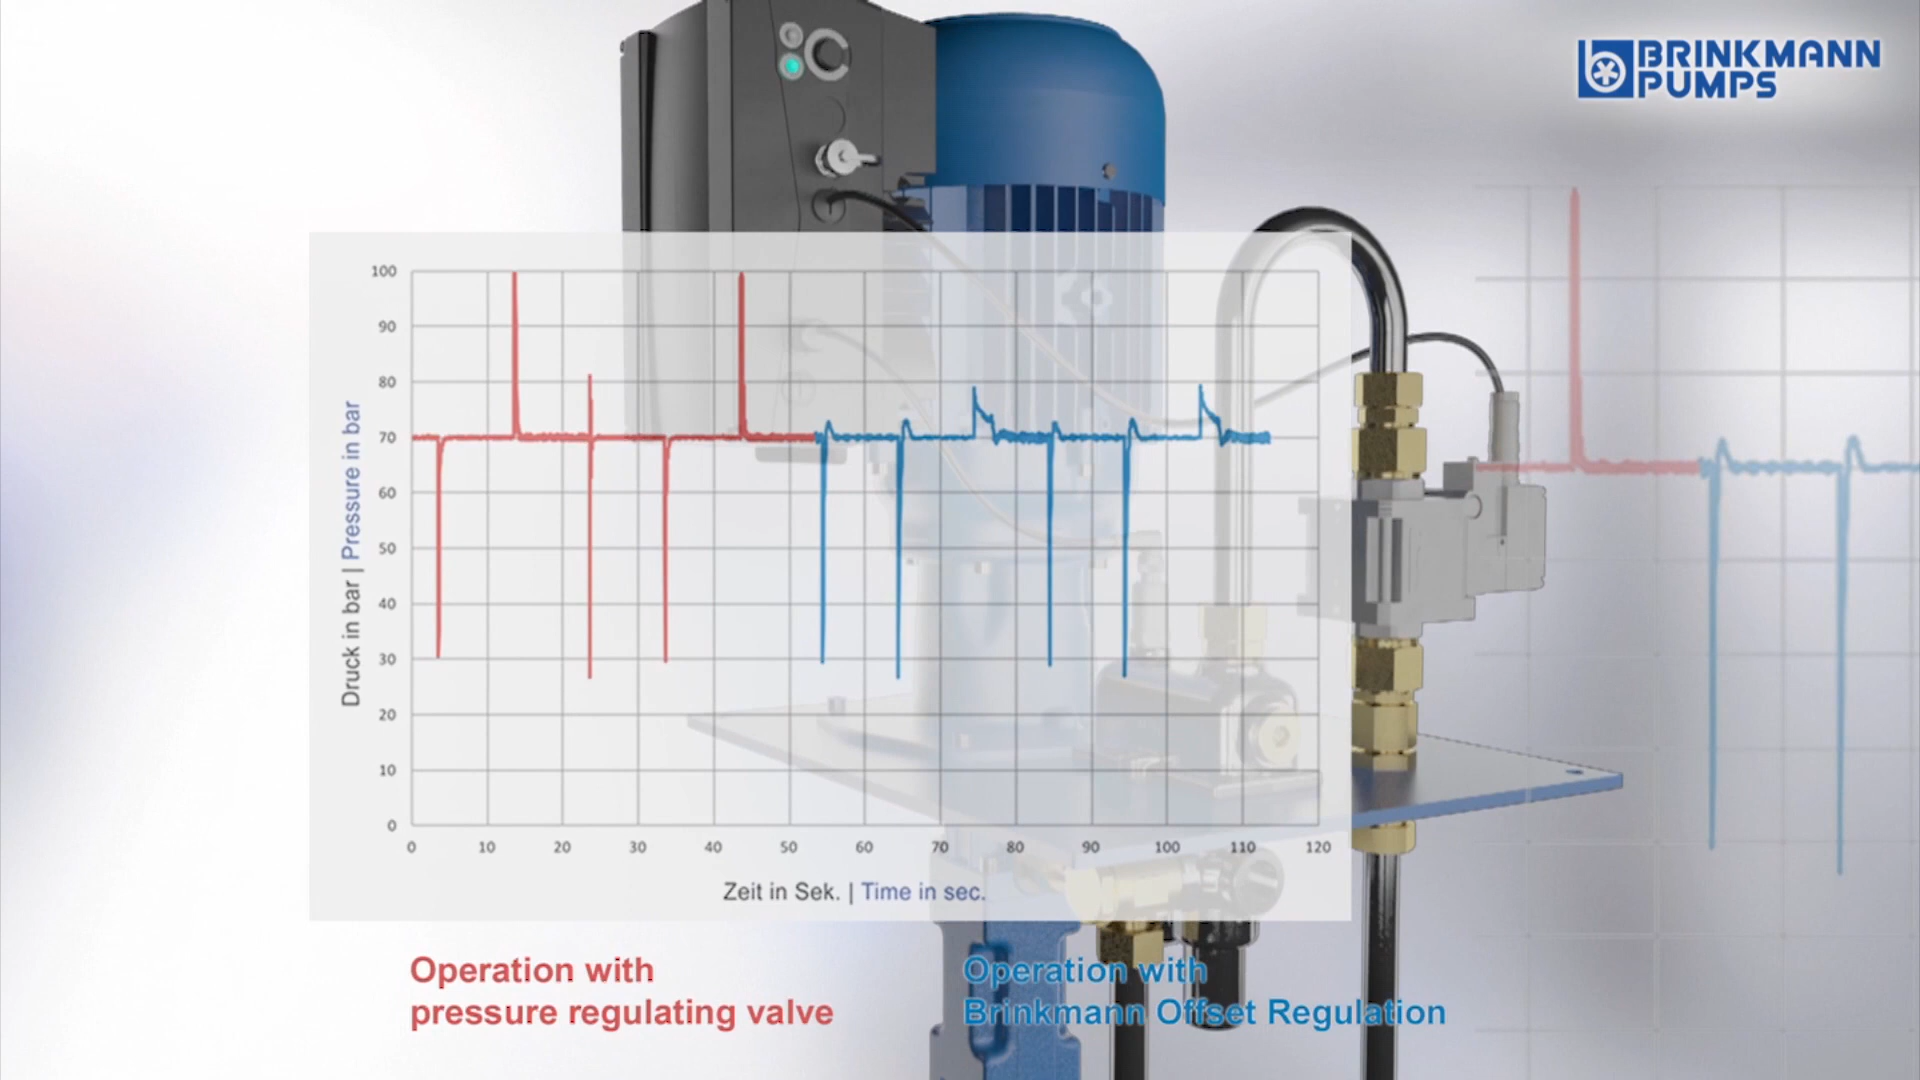 BRINKMANN
PUMPS
100
90
80
70
60
50
40
30
20
10
0
Druck in bar | Pressure in bar
0 10 20 30 40 50 60 70 80 90 100 110 120
Zeit in Sek. | Time in sec.
Operation with
pressure regulating valve
Operation with
Brinkmann Offset Regulation